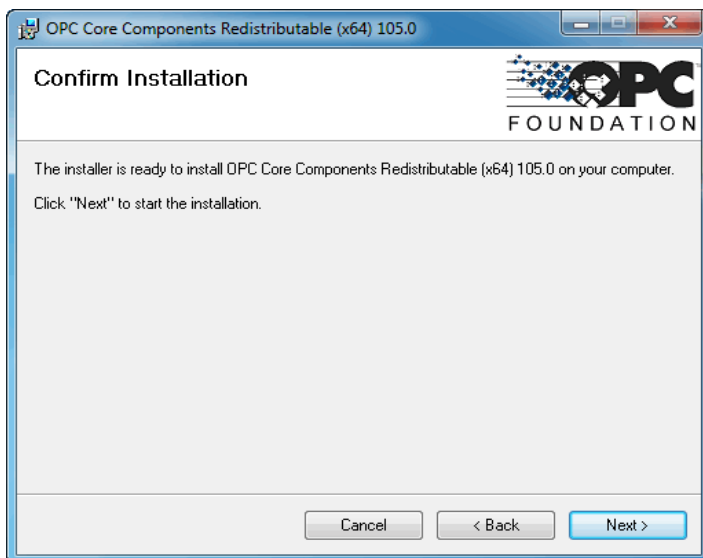 OPC Core Components Redistributable (x64) 105.0
Confirm Installation
OPC
FOUNDATION
The installer is ready to install OPC Core Components Redistributable (x64) 105.0 on your computer.
Click "Next" to start the installation.
Cancel
< Back
Next >